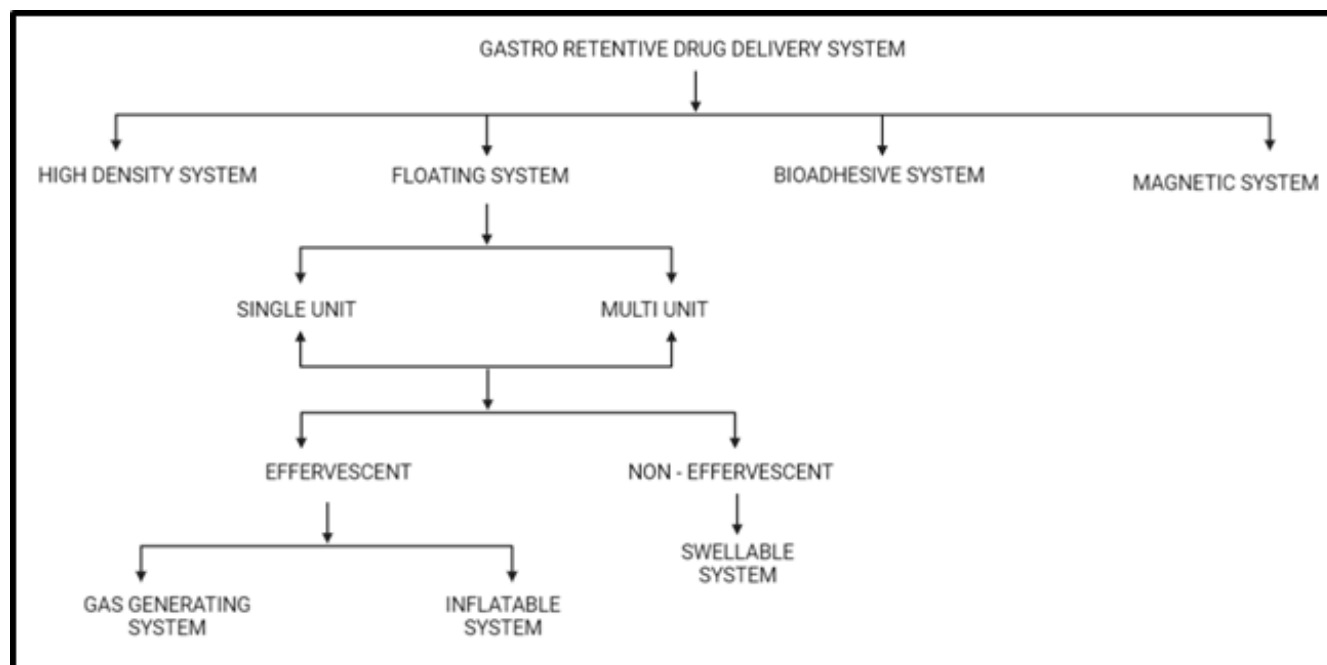 GASTRO RETENTIVE DRUG DELIVERY SYSTEM
HIGH DENSITY SYSTEM
FLOATING SYSTEM
BIOADHESIVE SYSTEM
MAGNETIC SYSTEM
SINGLE UNIT
MULTI UNIT
EFFERVESCENT
NON - EFFERVESCENT
SWELLABLE
SYSTEM
GAS GENERATING
SYSTEM
INFLATABLE
SYSTEM